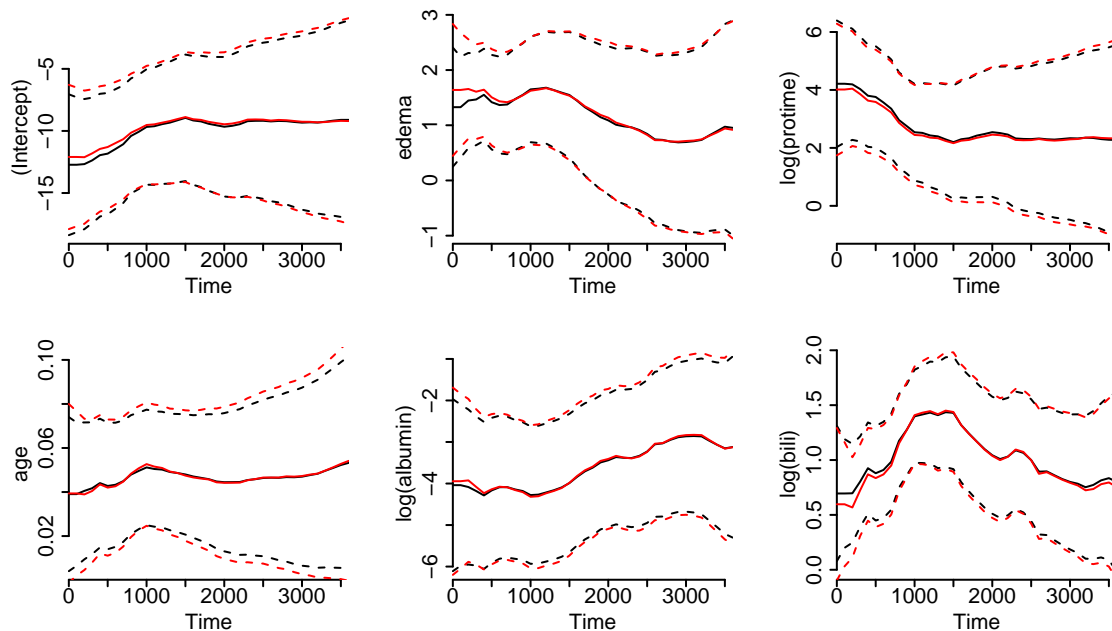 (Intercept)
−5
−10
−15
0 1000 2000 3000
Time
edema
3
2
1
0
−1
0 1000 2000 3000
Time
log(protime)
6
4
2
0
0 1000 2000 3000
Time
age
0.10
0.06
0.02
0 1000 2000 3000
Time
log(albumin)
−2
−4
−6
0 1000 2000 3000
Time
log(bili)
2.0
1.5
1.0
0.5
0.0
0 1000 2000 3000
Time